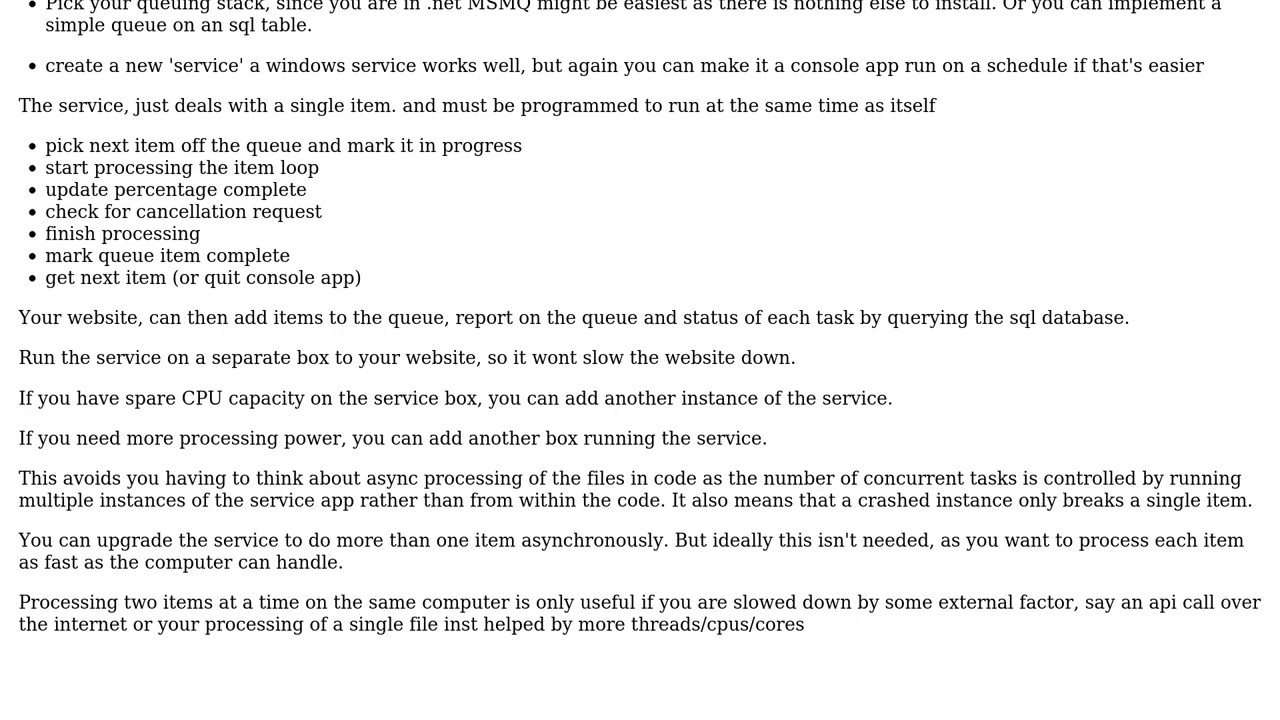 Pick your queuing stack, since you are in .net MSMQ might be easiest as there is nothing else to install. Or you can implement a
simple queue on an sql table.
create a new 'service' a windows service works well, but again you can make it a console app run on a schedule if that's easier
The service, just deals with a single item. and must be programmed to run at the same time as itself
pick next item off the queue and mark it in progress
start processing the item loop
update percentage complete
check for cancellation request
finish processing
mark queue item complete
get next item (or quit console app)
Your website, can then add items to the queue, report on the queue and status of each task by querying the sql database.
Run the service on a separate box to your website, so it wont slow the website down.
If you have spare CPU capacity on the service box, you can add another instance of the service.
If you need more processing power, you can add another box running the service.
This avoids you having to think about async processing of the files in code as the number of concurrent tasks is controlled by running
multiple instances of the service app rather than from within the code. It also means that a crashed instance only breaks a single item.
You can upgrade the service to do more than one item asynchronously. But ideally this isn't needed, as you want to process each item
as fast as the computer can handle.
Processing two items at a time on the same computer is only useful if you are slowed down by some external factor, say an api call over
the internet or your processing of a single file inst helped by more threads/cpus/cores